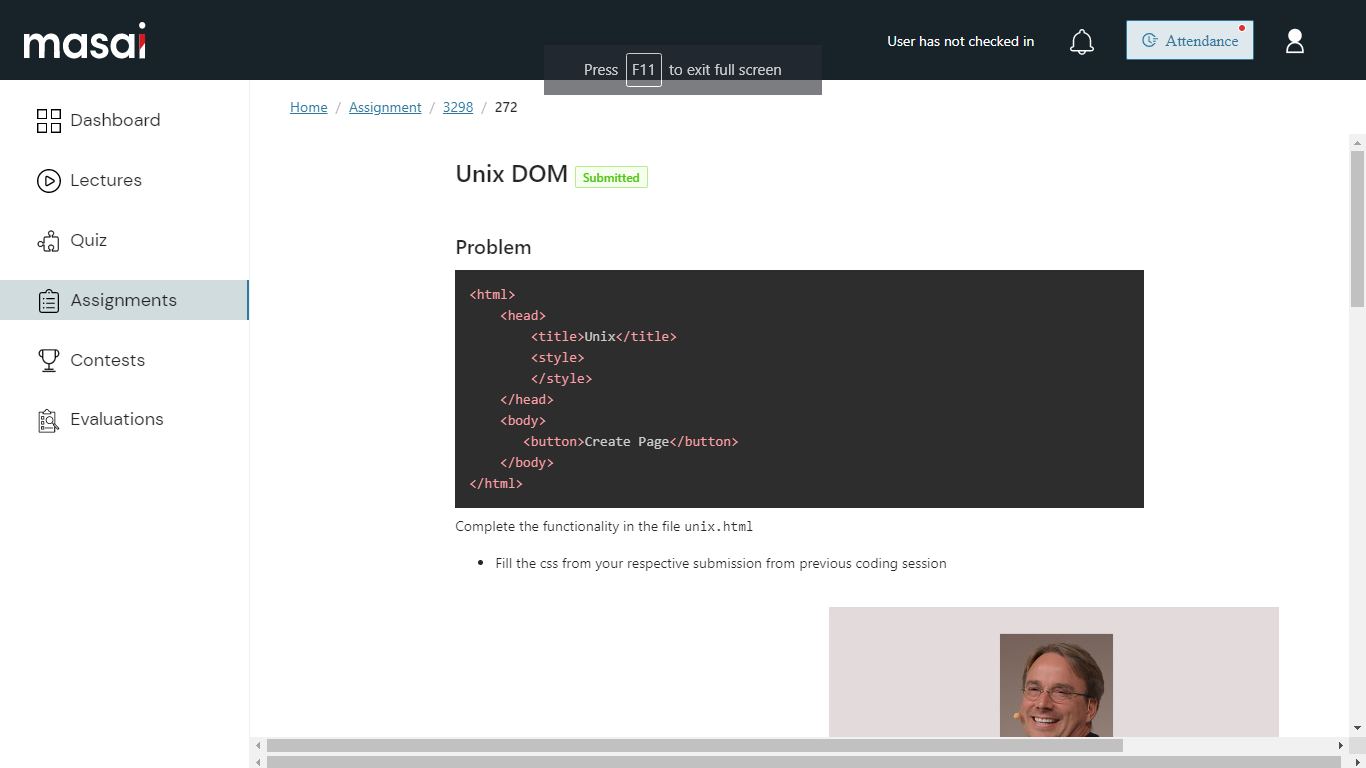 masai
User has not checked in
Attendance
Press F11 to exit full screen
Home / Assignment / 3298 / 272
Dashboard
Lectures
Quiz
Assignments
Contests
Evaluations
Unix DOM Submitted
Problem
<html>
    <head>
        <title>Unix</title>
        <style>
        </style>
    </head>
    <body>
       <button>Create Page</button>
    </body>
</html>
Complete the functionality in the file unix.html
• Fill the css from your respective submission from previous coding session